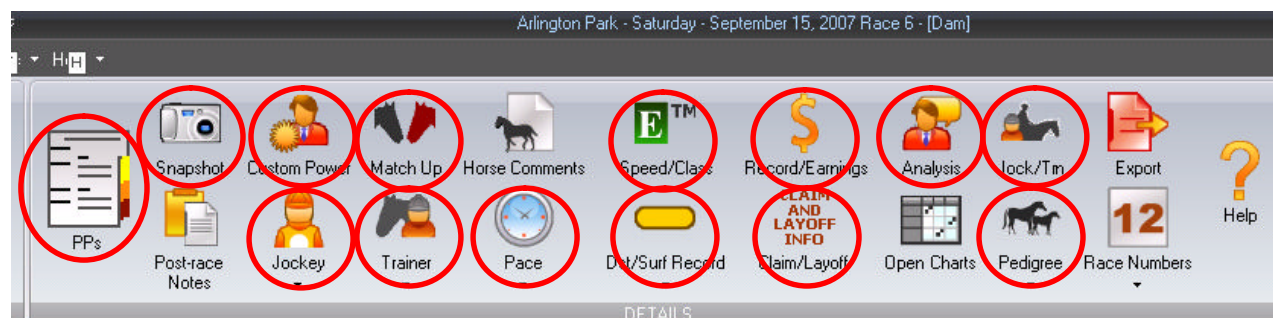 Arlington Park - Saturday - September 15, 2007 Race 6 - [Dam]
H
PPs
Snapshot
Custom Power
Match Up
Horse Comments
E™
Speed/Class
$
Record/Earnings
Analysis
Jock/Trn
Export
?
Help
Post-race
Notes
Jockey
Trainer
Pace
Dst/Surf Record
CLAIM
AND
LAYOFF
INFO
Claim/Layoff
Open Charts
Pedigree
12
Race Numbers
DETAILS